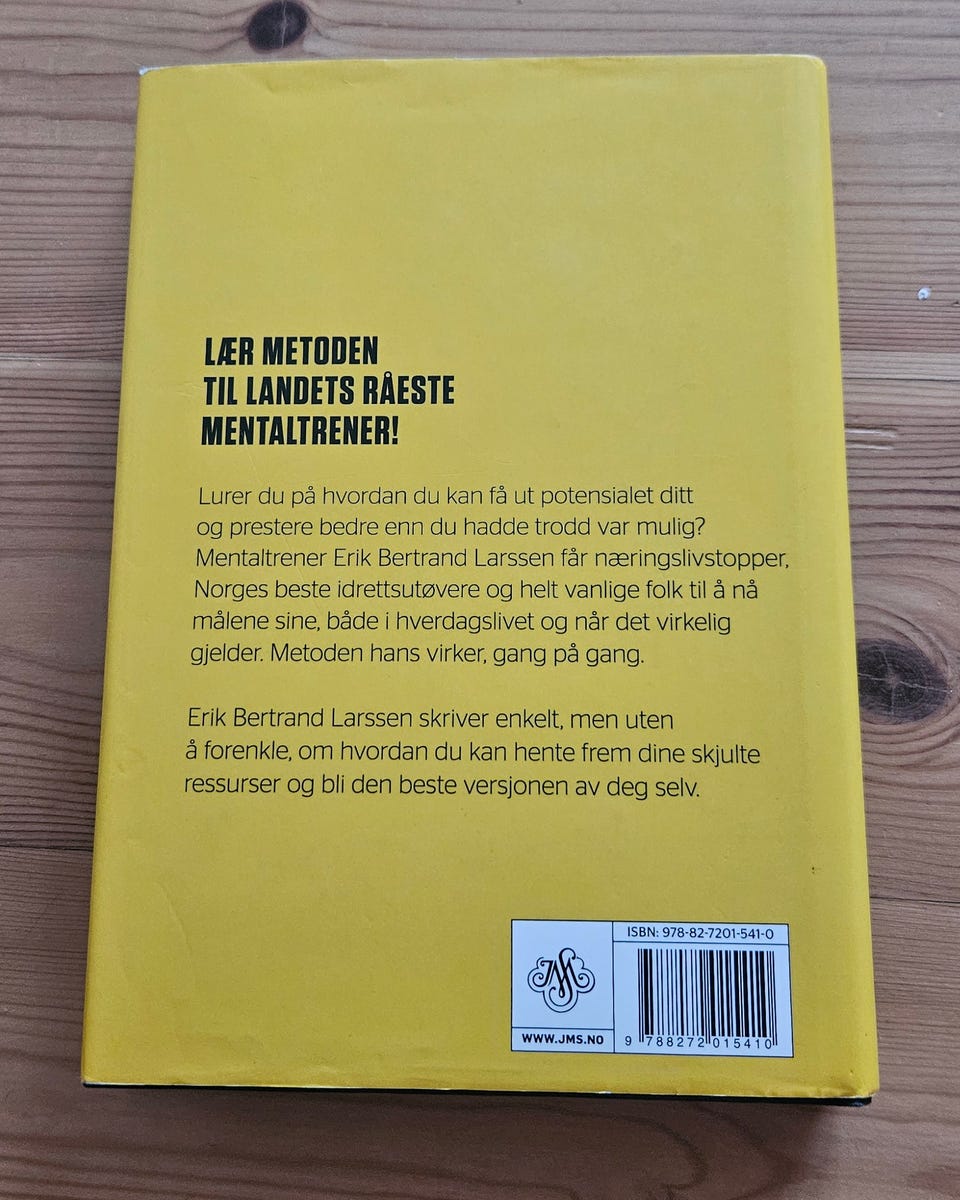 LÆR METODEN
TIL LANDETS RÅESTE
MENTALTRENER!
Lurer du på hvordan du kan få ut potensialet ditt
og prestere bedre enn du hadde trodd var mulig?
Mentaltrener Erik Bertrand Larssen får næringslivstopper,
Norges beste idrettsutøvere og helt vanlige folk til å nå
målene sine, både i hverdagslivet og når det virkelig
gjelder. Metoden hans virker, gang på gang.
Erik Bertrand Larssen skriver enkelt, men uten
å forenkle, om hvordan du kan hente frem dine skjulte
ressurser og bli den beste versjonen av deg selv.
ISBN: 978-82-7201-541-0
JMS
WWW.JMS.NO
9 788272 015410